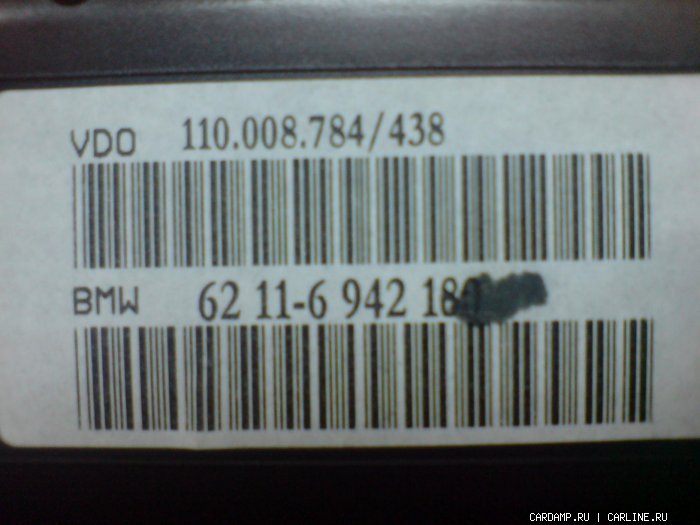 VDO 110.008.784/438
BMW 62 11-6 942 18
CARDAMP.RU | CARLINE.RU